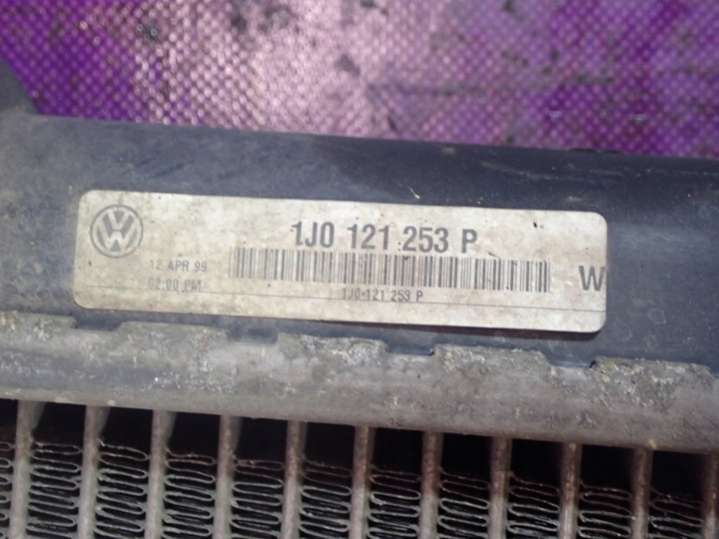 VW
1J0 121 253 P
12 APR 99
02:00 PM
W
1J0-121 253 P